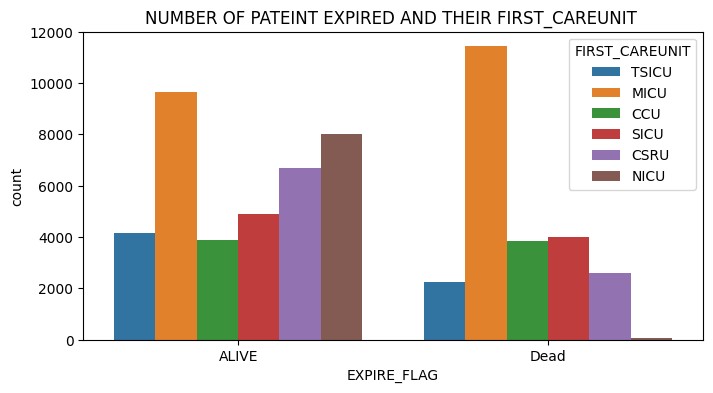 NUMBER OF PATEINT EXPIRED AND THEIR FIRST_CAREUNIT
12000
10000
8000
6000
4000
2000
0
count
FIRST_CAREUNIT
TSICU
MICU
CCU
SICU
CSRU
NICU
ALIVE
Dead
EXPIRE_FLAG